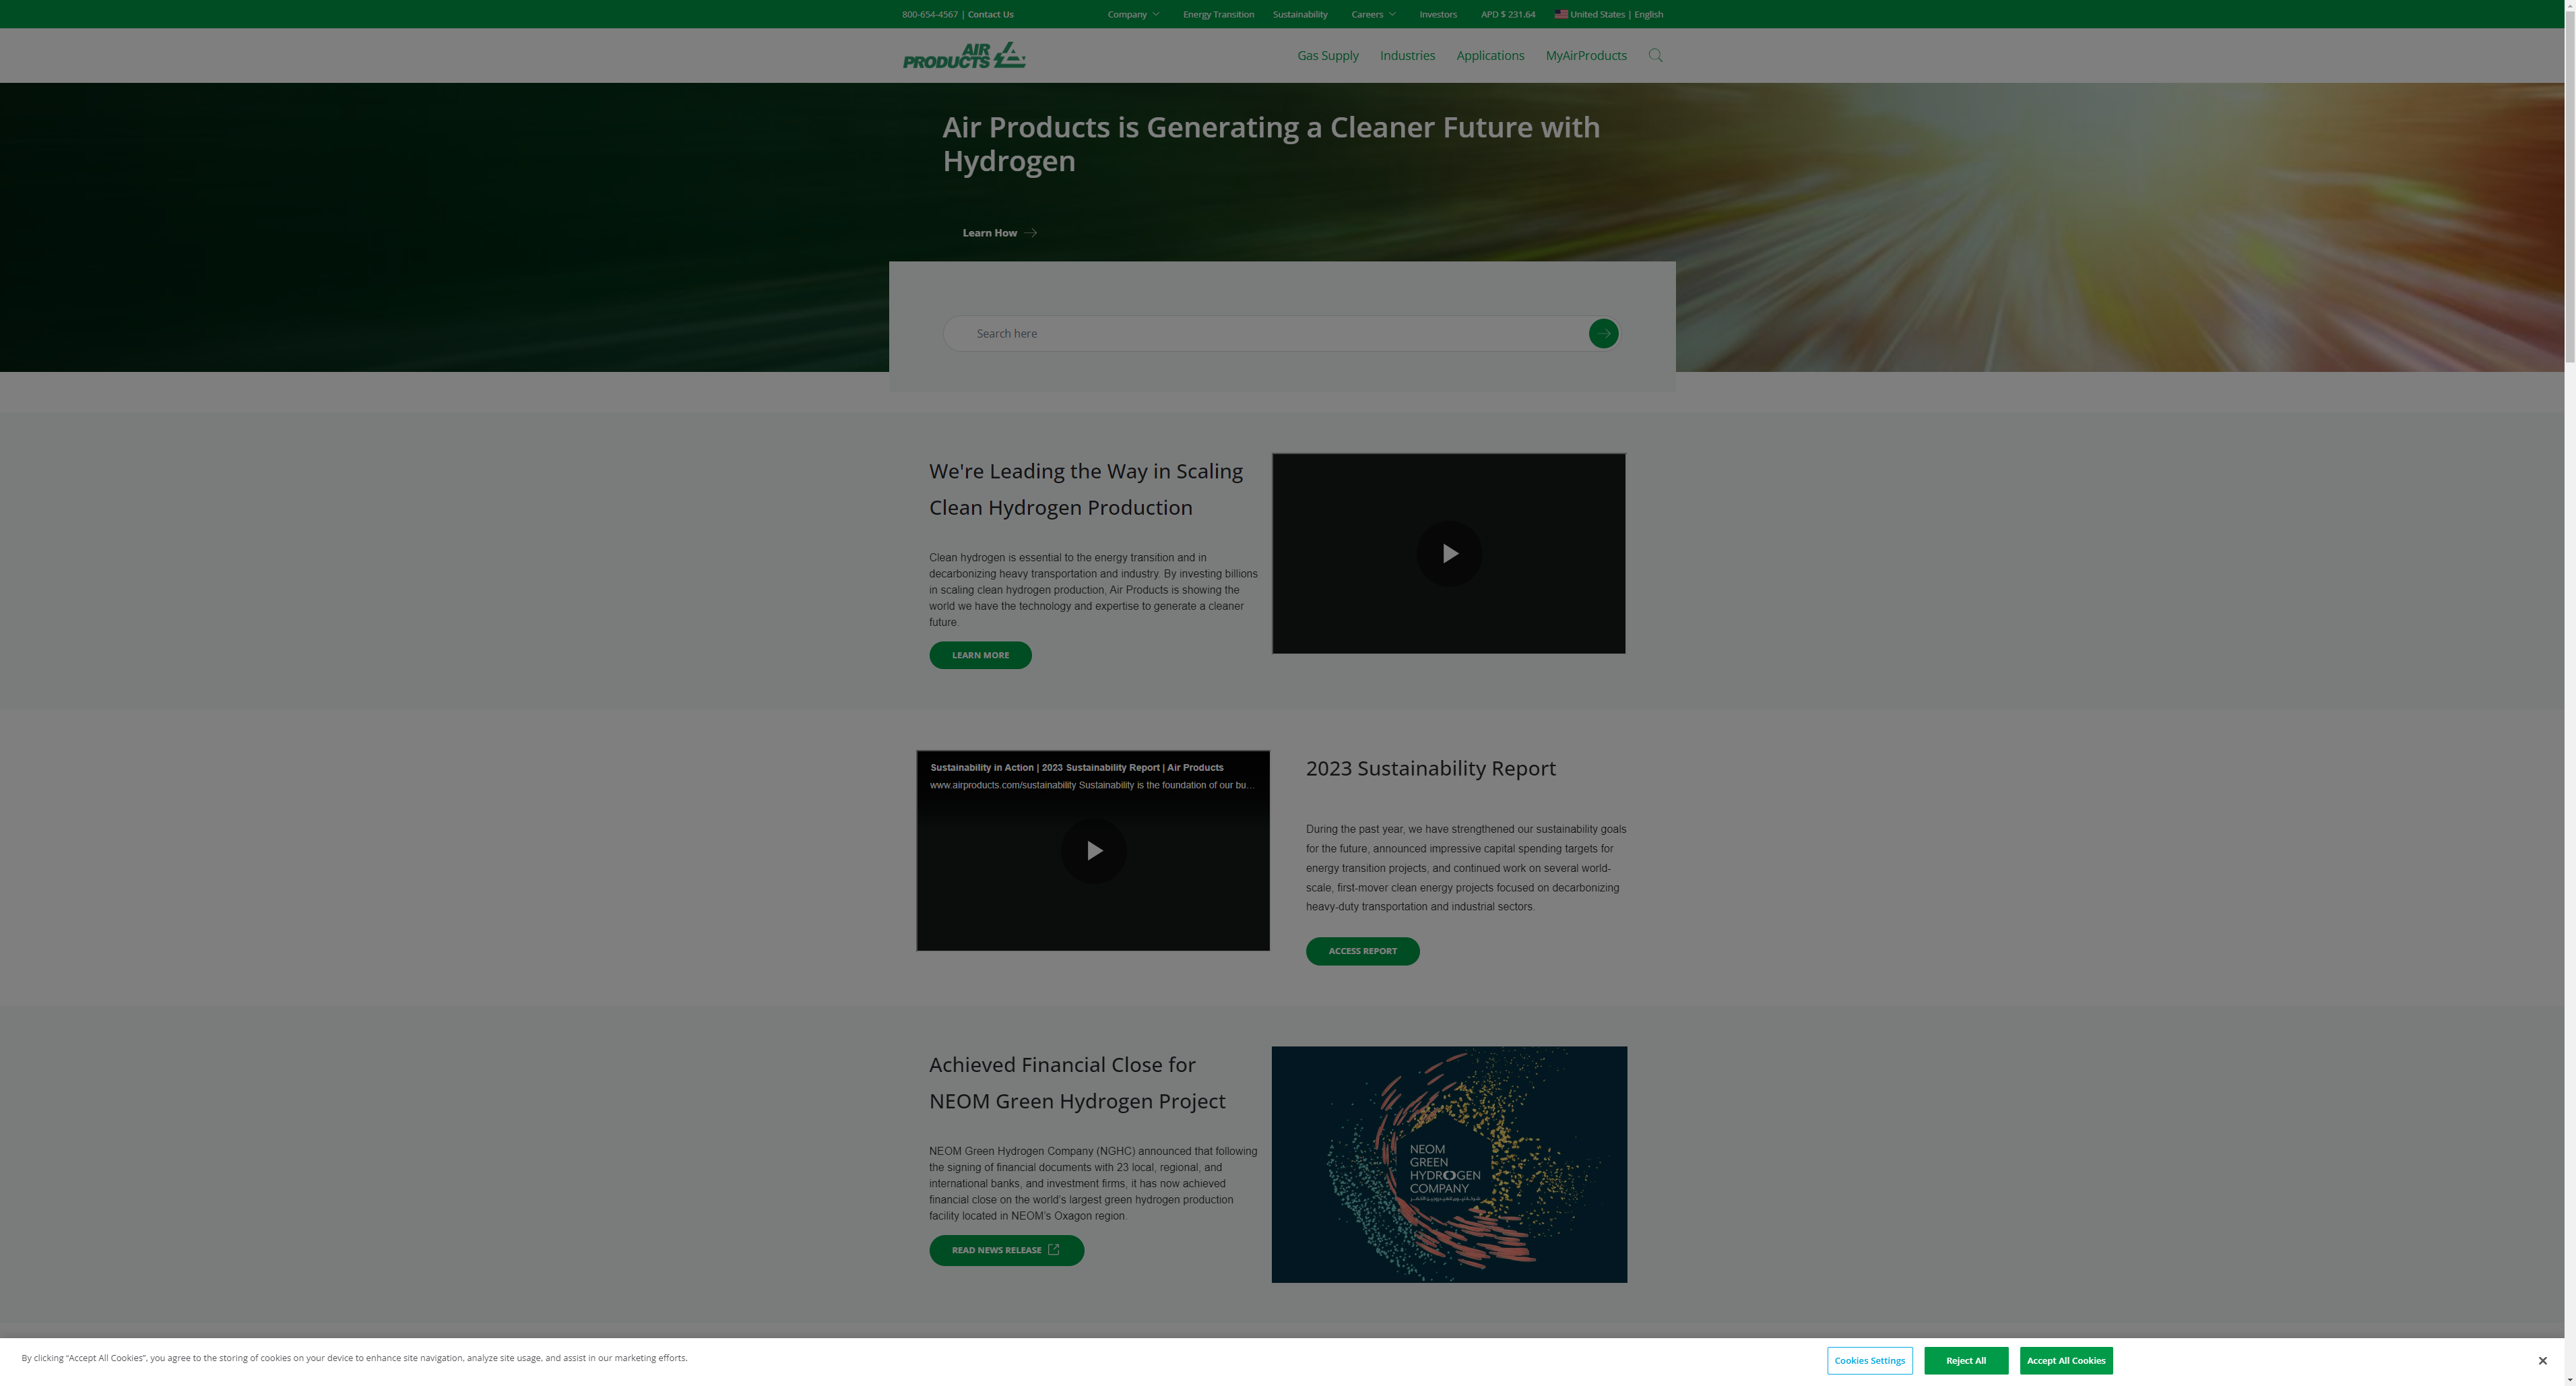 800-654-4567 | Contact Us
Company
Energy Transition
Sustainability
Careers
Investors
APD $ 231.64
United States | English
AIR
PRODUCTS
Gas Supply
Industries
Applications
MyAirProducts
Air Products is Generating a Cleaner Future with
Hydrogen
Learn How
Search here
We're Leading the Way in Scaling
Clean Hydrogen Production
Clean hydrogen is essential to the energy transition and in
decarbonizing heavy transportation and industry. By investing billions
in scaling clean hydrogen production, Air Products is showing the
world we have the technology and expertise to generate a cleaner
future.
LEARN MORE
Sustainability in Action | 2023 Sustainability Report | Air Products
www.airproducts.com/sustainability Sustainability is the foundation of our bu...
2023 Sustainability Report
During the past year, we have strengthened our sustainability goals
for the future, announced impressive capital spending targets for
energy transition projects, and continued work on several world-
scale, first-mover clean energy projects focused on decarbonizing
heavy-duty transportation and industrial sectors.
ACCESS REPORT
Achieved Financial Close for
NEOM Green Hydrogen Project
NEOM Green Hydrogen Company (NGHC) announced that following
the signing of financial documents with 23 local, regional, and
international banks, and investment firms, it has now achieved
financial close on the world's largest green hydrogen production
facility located in NEOM's Oxagon region.
READ NEWS RELEASE
NEOM
GREEN
HYDROGEN
COMPANY
By clicking "Accept All Cookies", you agree to the storing of cookies on your device to enhance site navigation, analyze site usage, and assist in our marketing efforts.
Cookies Settings
Reject All
Accept All Cookies